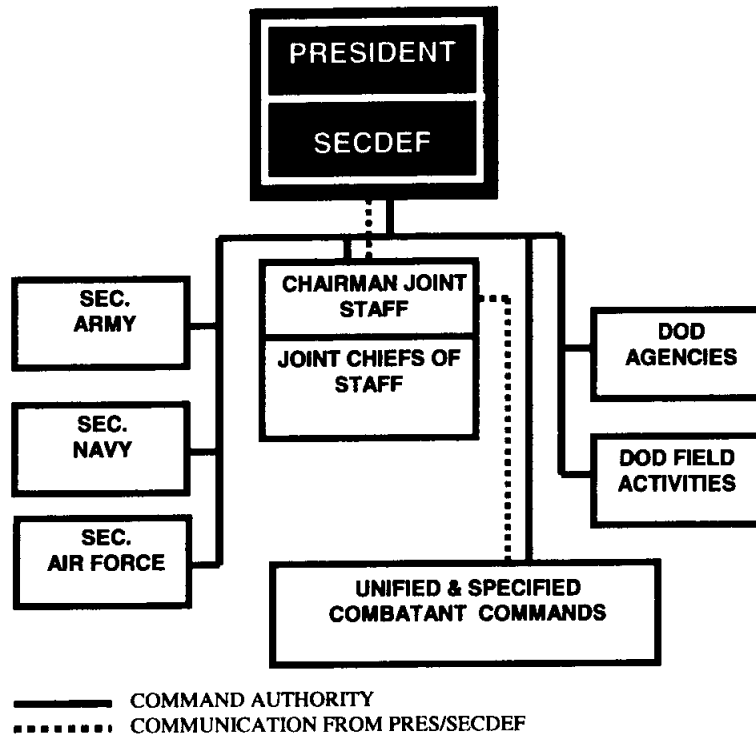 PRESIDENT
SECDEF
CHAIRMAN JOINT
STAFF
JOINT CHIEFS OF
STAFF
SEC.
ARMY
SEC.
NAVY
SEC.
AIR FORCE
DOD
AGENCIES
DOD FIELD
ACTIVITIES
UNIFIED & SPECIFIED
COMBATANT COMMANDS
COMMAND AUTHORITY
COMMUNICATION FROM PRES/SECDEF